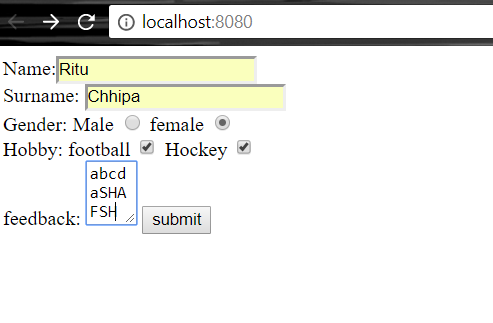 localhost:8080
Name: Ritu
Surname: Chhipa
Gender: Male female
Hobby: football Hockey
abcd
aSHA
FSH
feedback: submit